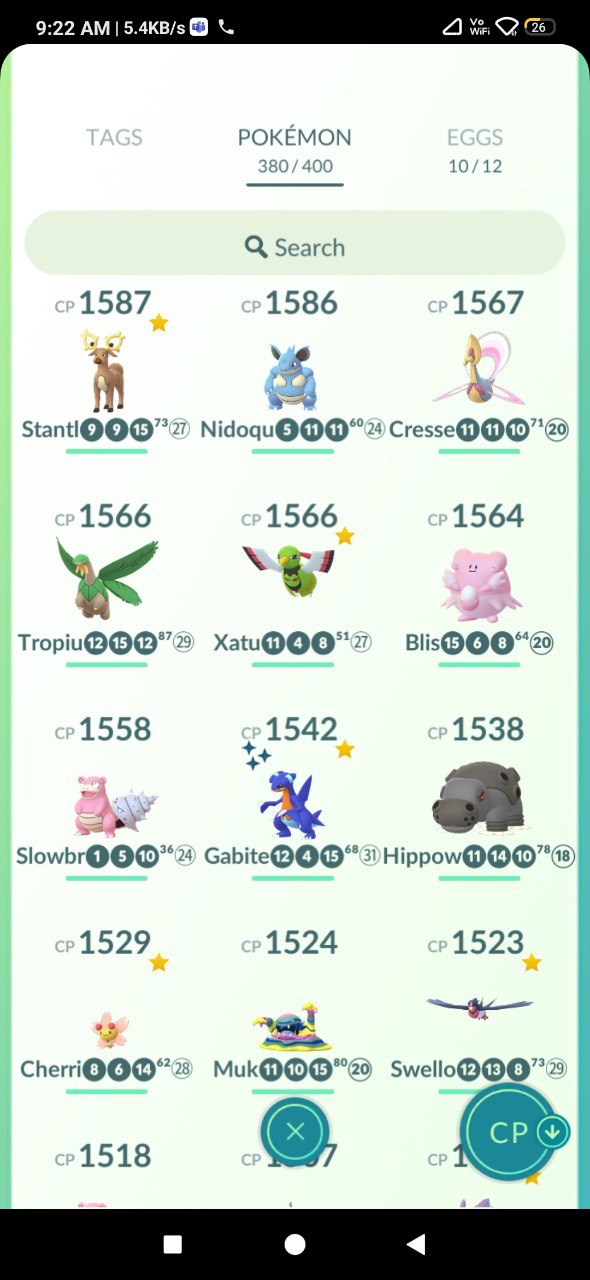 9:22 AM | 5.4KB/s
Vo WiFi 26
TAGS POKÉMON EGGS
380 / 400 10 / 12
Search
CP 1587 CP 1586 CP 1567
Stantl 9 9 15 73 27 Nidoqu 5 11 11 60 24 Cresse 11 11 10 71 20
CP 1566 CP 1566 CP 1564
Tropiu 12 15 12 87 29 Xatu 11 4 8 51 27 Blis 15 6 8 64 20
CP 1558 CP 1542 CP 1538
Slowbr 1 5 10 36 24 Gabite 12 4 15 68 31 Hippow 11 14 10 78 18
CP 1529 CP 1524 CP 1523
Cherri 8 6 14 62 28 Muk 11 10 15 80 20 Swello 12 13 8 73 29
CP
CP 1518 CP CP